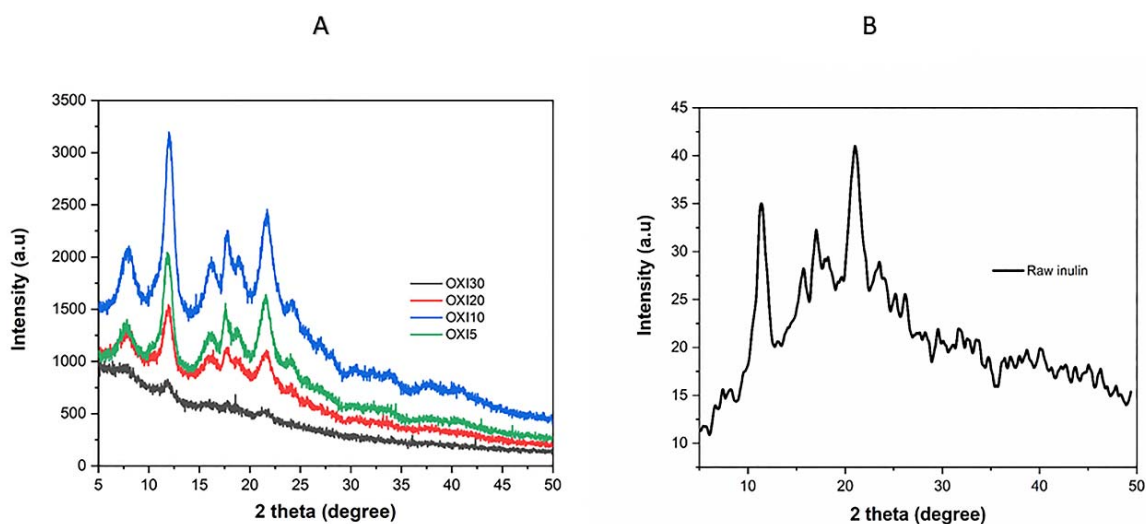 A
B
3500
3000
2500
2000
1500
1000
500
0
Intensity (a.u)
OXI30
OXI20
OXI10
OXI5
5 10 15 20 25 30 35 40 45 50
2 theta (degree)
45
40
35
30
25
20
15
10
Intensity (a.u)
Raw inulin
10 20 30 40 50
2 theta (degree)